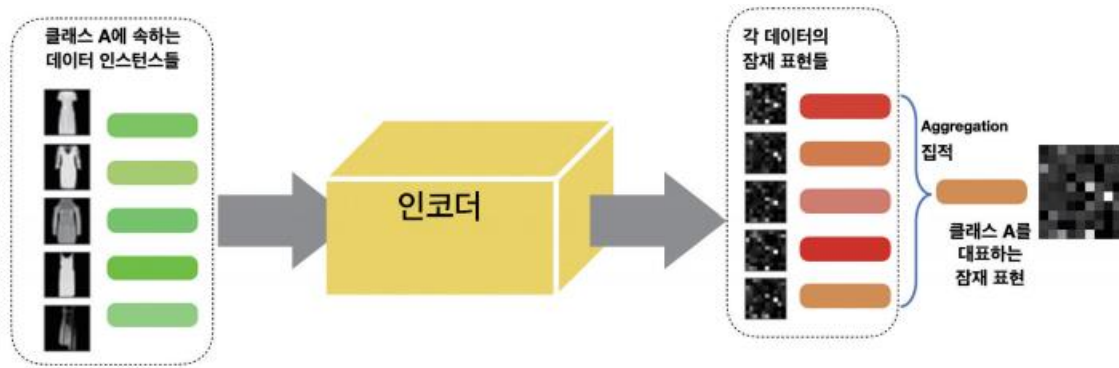 클래스 A에 속하는
데이터 인스턴스들
인코더
각 데이터의
잠재 표현들
Aggregation
집적
클래스 A를
대표하는
잠재 표현